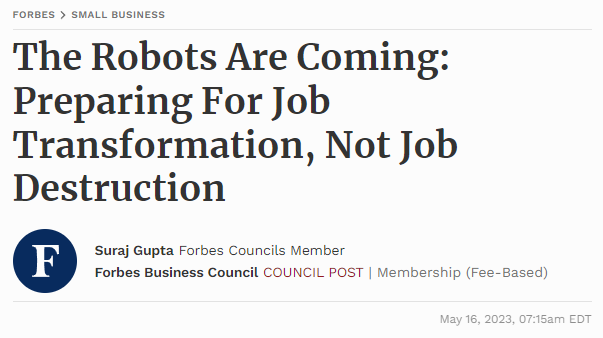 FORBES > SMALL BUSINESS
The Robots Are Coming:
Preparing For Job
Transformation, Not Job
Destruction
F
Suraj Gupta Forbes Councils Member
Forbes Business Council COUNCIL POST | Membership (Fee-Based)
May 16, 2023, 07:15am EDT